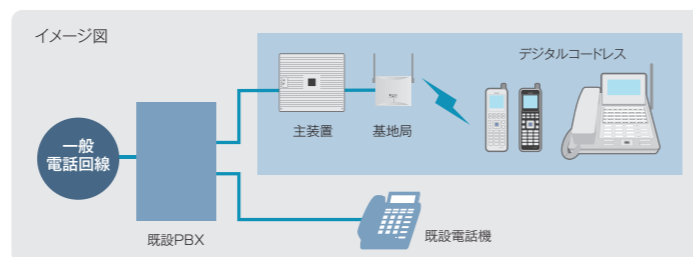 イメージ図
デジタルコードレス
主装置
基地局
一般
電話回線
既設PBX
既設電話機